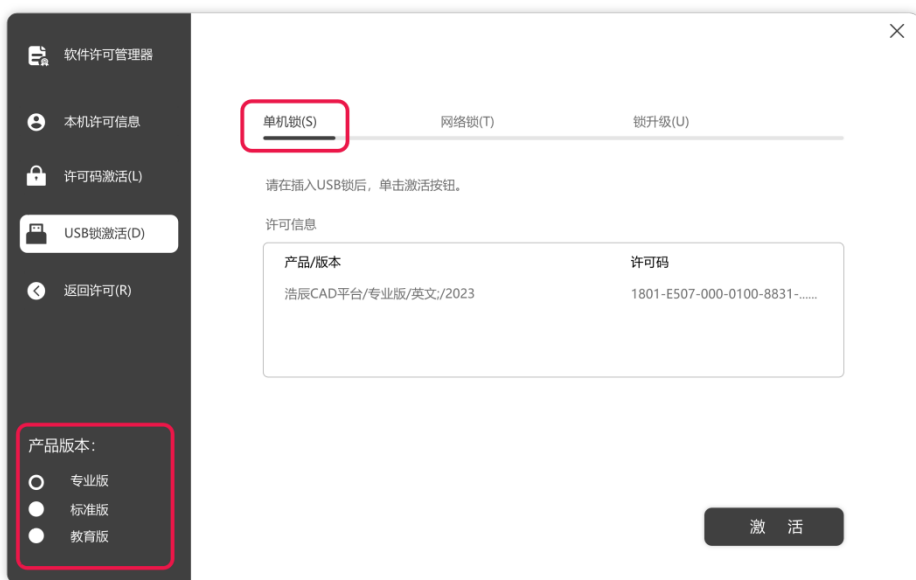 软件许可管理器
本机许可信息
许可码激活(L)
USB锁激活(D)
返回许可(R)
产品版本：
专业版
标准版
教育版
单机锁(S)
网络锁(T)
锁升级(U)
请在插入USB锁后，单击激活按钮。
许可信息
产品/版本
许可码
浩辰CAD平台/专业版/英文;/2023
1801-E507-000-0100-8831-......
激 活